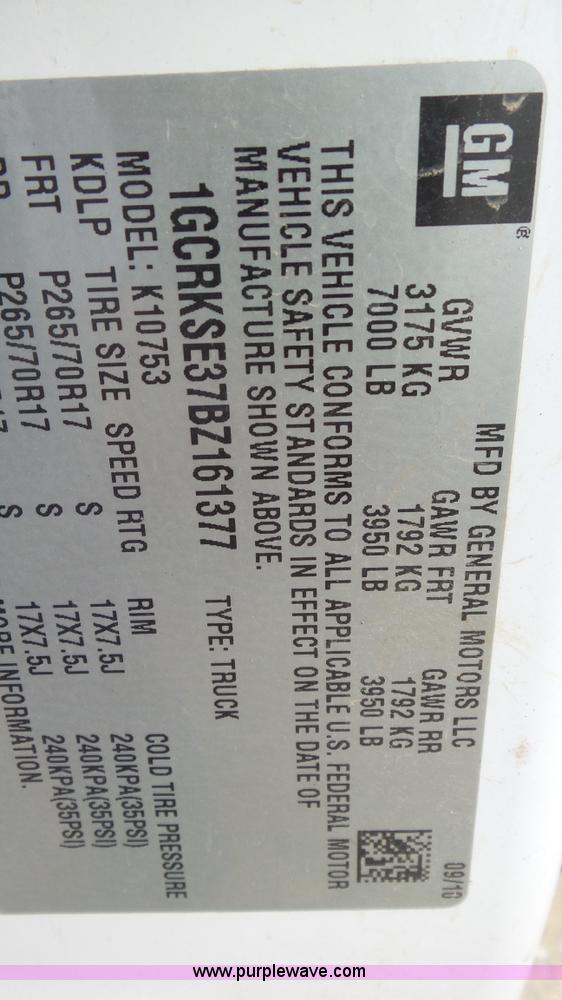 GM®
MFD BY GENERAL MOTORS LLC 09/10
GVWR GAWR FRT GAWR RR
3175 KG 1792 KG 1792 KG
7000 LB 3950 LB 3950 LB
THIS VEHICLE CONFORMS TO ALL APPLICABLE U.S. FEDERAL MOTOR
VEHICLE SAFETY STANDARDS IN EFFECT ON THE DATE OF
MANUFACTURE SHOWN ABOVE.
1GCRKSE37BZ161377 TYPE: TRUCK
MODEL: K10753
KDLP TIRE SIZE SPEED RTG RIM COLD TIRE PRESSURE
FRT P265/70R17 S 17X7.5J 240KPA(35PSI)
P265/70R17 S 17X7.5J 240KPA(35PSI)
S 17X7.5J 240KPA(35PSI)
MORE INFORMATION.
www.purplewave.com